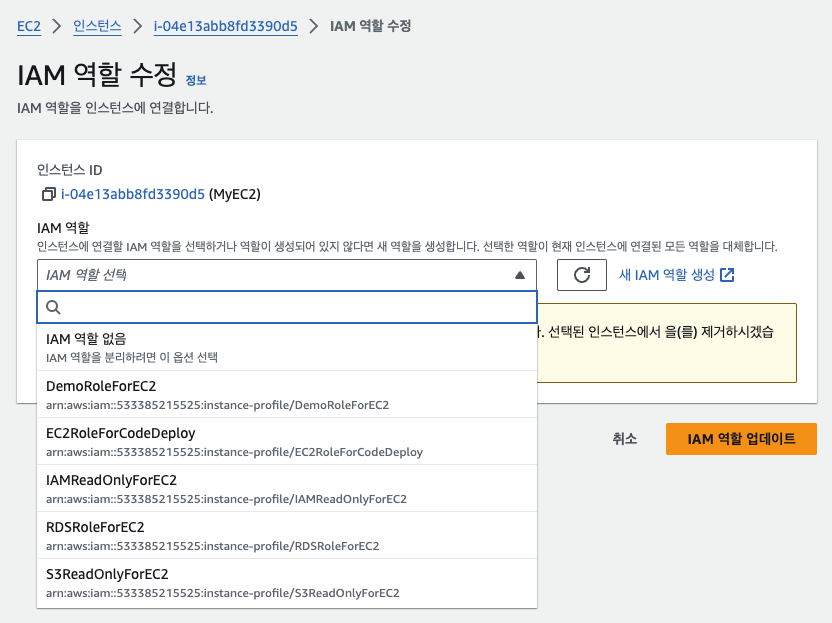 EC2 > 인스턴스 > i-04e13abb8fd3390d5 > IAM 역할 수정
IAM 역할 수정 정보
IAM 역할을 인스턴스에 연결합니다.
인스턴스 ID
i-04e13abb8fd3390d5 (MyEC2)
IAM 역할
인스턴스에 연결할 IAM 역할을 선택하거나 역할이 생성되어 있지 않다면 새 역할을 생성합니다. 선택한 역할이 현재 인스턴스에 연결된 모든 역할을 대체합니다.
IAM 역할 선택
새 IAM 역할 생성
. 선택된 인스턴스에서 을(를) 제거하시겠습
IAM 역할 없음
IAM 역할을 분리하려면 이 옵션 선택
DemoRoleForEC2
arn:aws:iam::533385215525:instance-profile/DemoRoleForEC2
EC2RoleForCodeDeploy
arn:aws:iam::533385215525:instance-profile/EC2RoleForCodeDeploy
IAMReadOnlyForEC2
arn:aws:iam::533385215525:instance-profile/IAMReadOnlyForEC2
RDSRoleForEC2
arn:aws:iam::533385215525:instance-profile/RDSRoleForEC2
S3ReadOnlyForEC2
arn:aws:iam::533385215525:instance-profile/S3ReadOnlyForEC2
취소
IAM 역할 업데이트